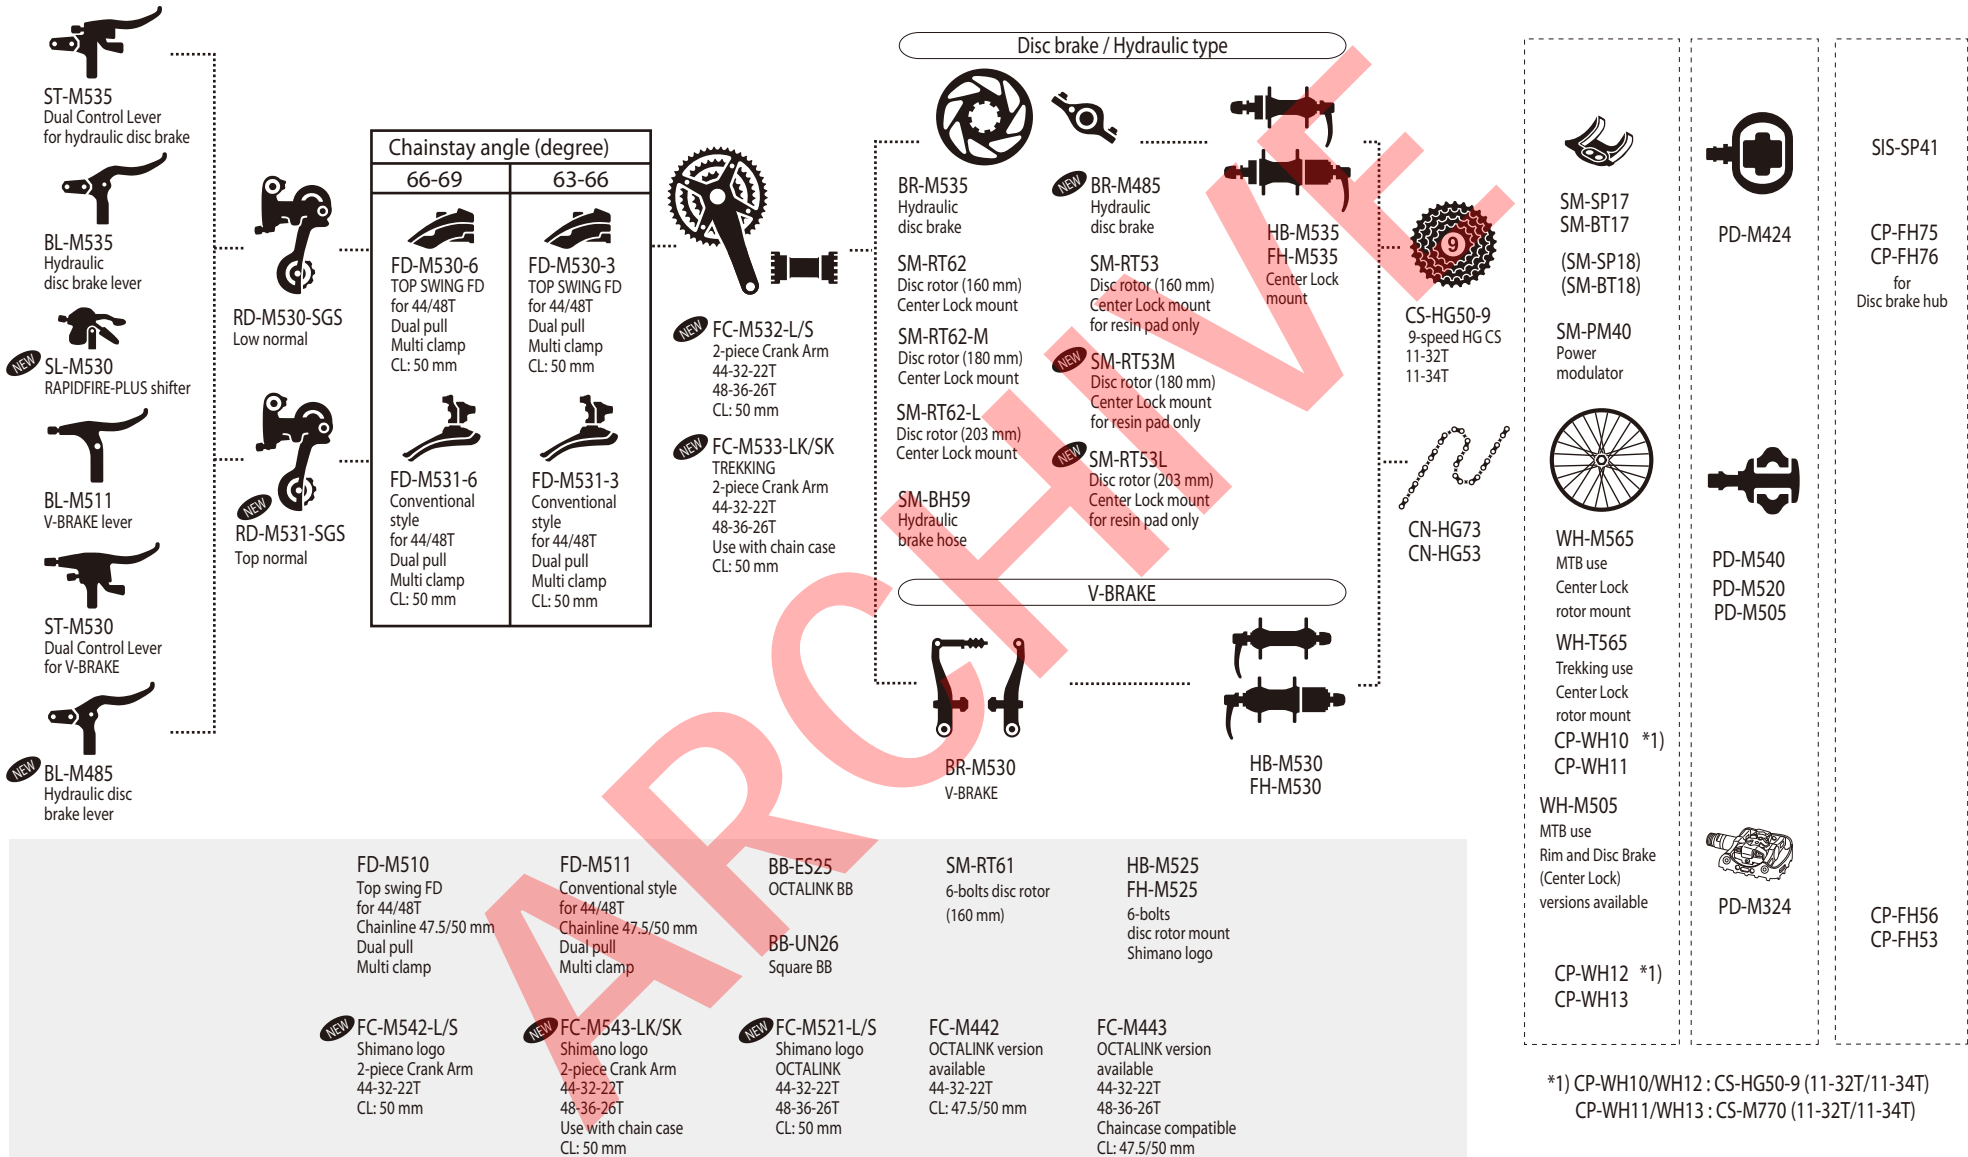 ST-M535
Dual Control Lever
for hydraulic disc brake
BL-M535
Hydraulic
disc brake lever
NEW
SL-M530
RAPIDFIRE-PLUS shifter
BL-M511
V-BRAKE lever
ST-M530
Dual Control Lever
for V-BRAKE
NEW
BL-M485
Hydraulic disc
brake lever
RD-M530-SGS
Low normal
NEW
RD-M531-SGS
Top normal
Chainstay angle (degree)
66-69
63-66
FD-M530-6
TOP SWING FD
for 44/48T
Dual pull
Multi clamp
CL: 50 mm
FD-M530-3
TOP SWING FD
for 44/48T
Dual pull
Multi clamp
CL: 50 mm
FD-M531-6
Conventional
style
for 44/48T
Dual pull
Multi clamp
CL: 50 mm
FD-M531-3
Conventional
style
for 44/48T
Dual pull
Multi clamp
CL: 50 mm
NEW
FC-M532-L/S
2-piece Crank Arm
44-32-22T
48-36-26T
CL: 50 mm
NEW
FC-M533-LK/SK
TREKKING
2-piece Crank Arm
44-32-22T
48-36-26T
Use with chain case
CL: 50 mm
Disc brake / Hydraulic type
BR-M535
Hydraulic
disc brake
SM-RT62
Disc rotor (160 mm)
Center Lock mount
SM-RT62-M
Disc rotor (180 mm)
Center Lock mount
SM-RT62-L
Disc rotor (203 mm)
Center Lock mount
SM-BH59
Hydraulic
brake hose
NEW
BR-M485
Hydraulic
disc brake
SM-RT53
Disc rotor (160 mm)
Center Lock mount
for resin pad only
NEW
SM-RT53M
Disc rotor (180 mm)
Center Lock mount
for resin pad only
NEW
SM-RT53L
Disc rotor (203 mm)
Center Lock mount
for resin pad only
HB-M535
FH-M535
Center Lock
mount
V-BRAKE
BR-M530
V-BRAKE
HB-M530
FH-M530
9
CS-HG50-9
9-speed HG CS
11-32T
11-34T
CN-HG73
CN-HG53
SM-SP17
SM-BT17
(SM-SP18)
(SM-BT18)
SM-PM40
Power
modulator
WH-M565
MTB use
Center Lock
rotor mount
WH-T565
Trekking use
Center Lock
rotor mount
CP-WH10 *1)
CP-WH11
WH-M505
MTB use
Rim and Disc Brake
(Center Lock)
versions available
CP-WH12 *1)
CP-WH13
PD-M424
PD-M540
PD-M520
PD-M505
PD-M324
SIS-SP41
CP-FH75
CP-FH76
for
Disc brake hub
CP-FH56
CP-FH53
*1) CP-WH10/WH12 : CS-HG50-9 (11-32T/11-34T)
CP-WH11/WH13 : CS-M770 (11-32T/11-34T)
FD-M510
Top swing FD
for 44/48T
Chainline 47.5/50 mm
Dual pull
Multi clamp
FD-M511
Conventional style
for 44/48T
Chainline 47.5/50 mm
Dual pull
Multi clamp
BB-ES25
OCTALINK BB
BB-UN26
Square BB
SM-RT61
6-bolts disc rotor
(160 mm)
HB-M525
FH-M525
6-bolts
disc rotor mount
Shimano logo
NEW
FC-M542-L/S
Shimano logo
2-piece Crank Arm
44-32-22T
CL: 50 mm
NEW
FC-M543-LK/SK
Shimano logo
2-piece Crank Arm
44-32-22T
48-36-26T
Use with chain case
CL: 50 mm
NEW
FC-M521-L/S
Shimano logo
OCTALINK
44-32-22T
48-36-26T
CL: 50 mm
FC-M442
OCTALINK version
available
44-32-22T
CL: 47.5/50 mm
FC-M443
OCTALINK version
available
44-32-22T
48-36-26T
Chaincase compatible
CL: 47.5/50 mm
ARCHIVE